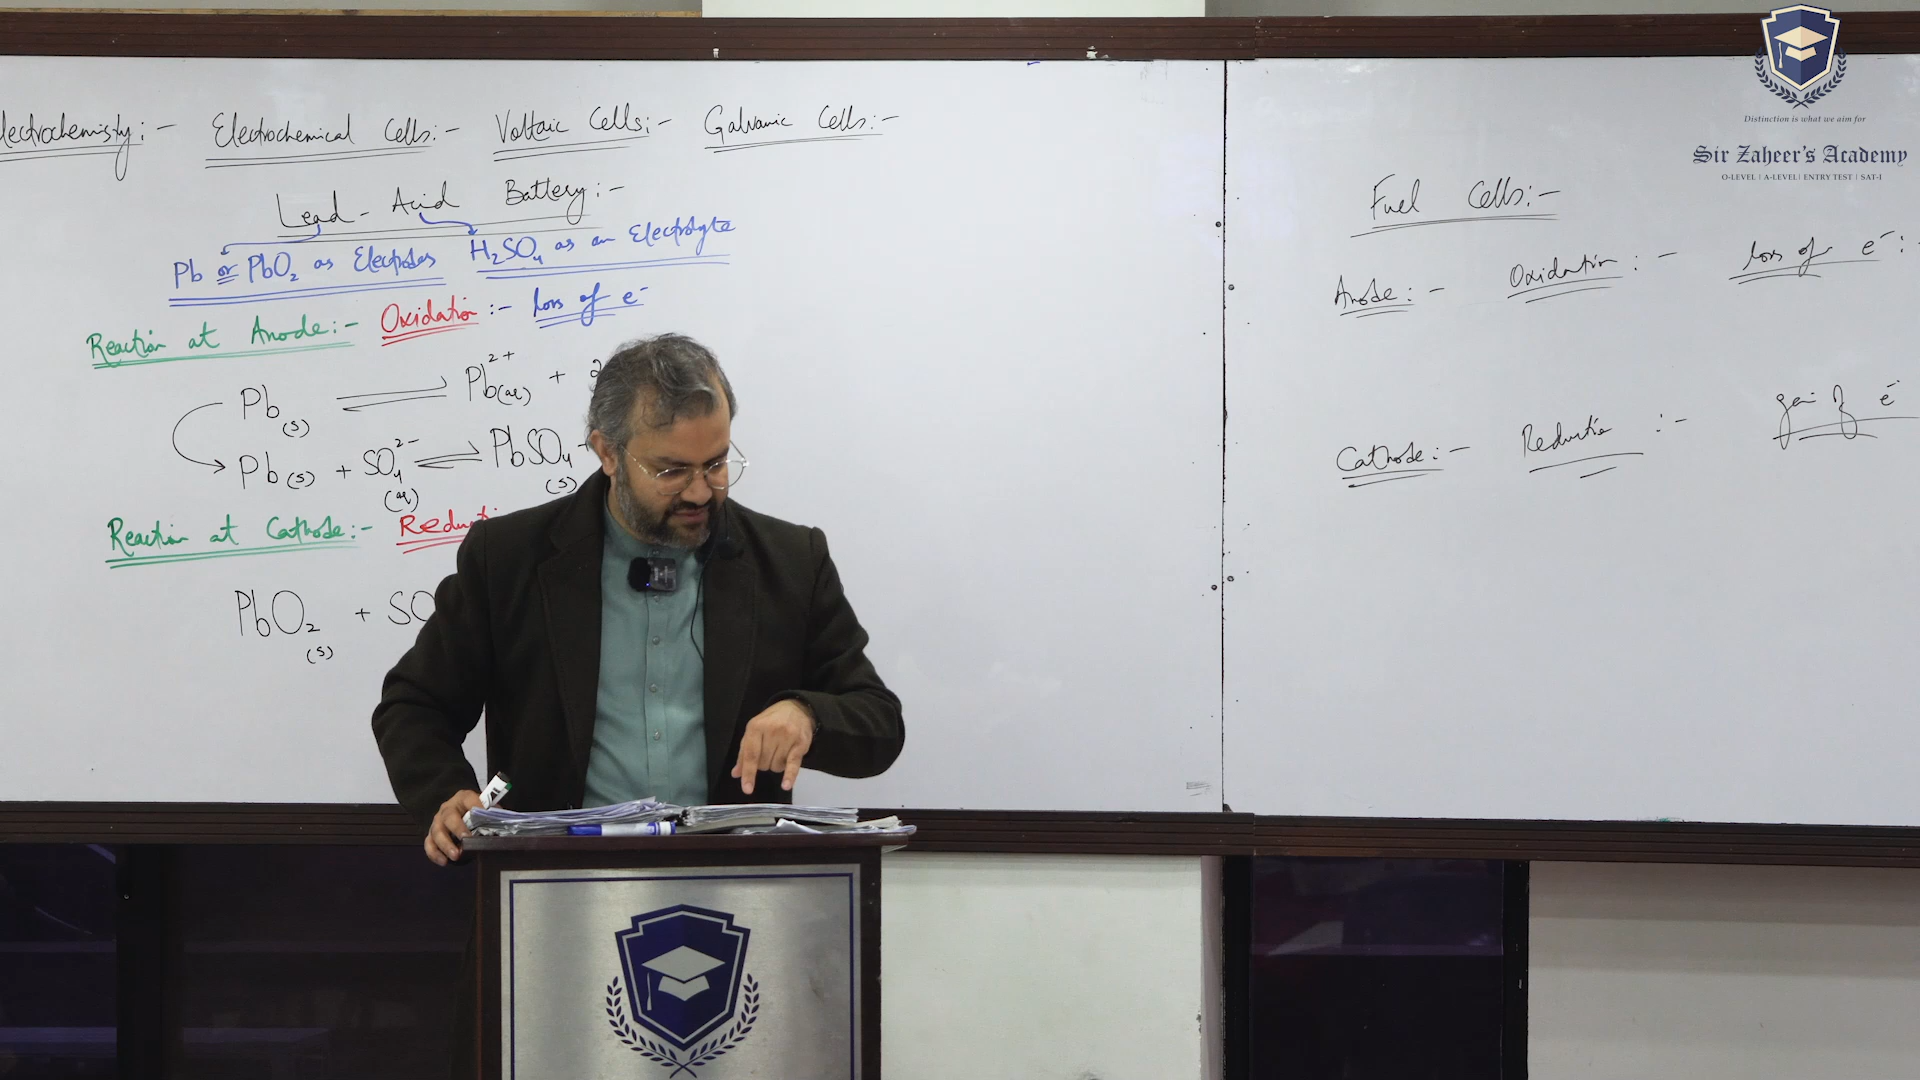 lectrochemisty:- Electrochemical Cells:- Voltaic Cells:- Galvanic Cells:-
Lead - Acid Battery:-
Pb or PbO₂ as Electrodes H₂SO₄ as an Electrolyte
Reaction at Anode:- Oxidation:- loss of e⁻
Pb(s) ⇌ Pb²⁺(aq) + 2
Pb(s) + SO₄²⁻(aq) ⇌ PbSO₄(s) +
Reaction at Cathode:- Reducti
PbO₂(s) + SO
Fuel Cells:-
Anode:- Oxidation:- loss of e⁻:
Cathode:- Reduction:- gain of e⁻
Distinction is what we aim for
Sir Zaheer's Academy
O-LEVEL | A-LEVEL | ENTRY TEST | SAT-I